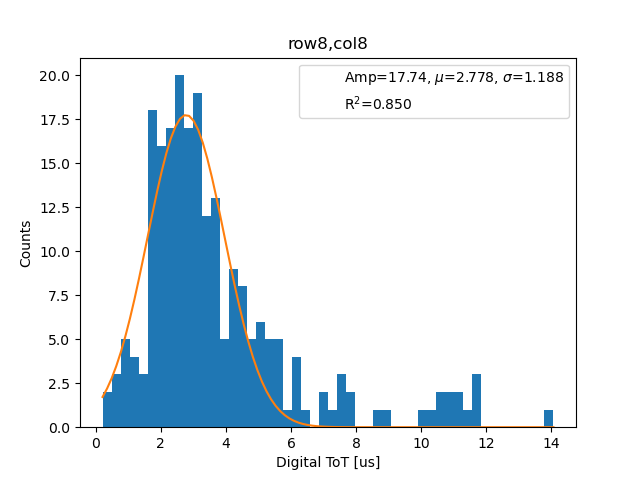 row8,col8
Amp=17.74, μ=2.778, σ=1.188
R²=0.850
20.0
17.5
15.0
12.5
10.0
7.5
5.0
2.5
0.0
Counts
0 2 4 6 8 10 12 14
Digital ToT [us]